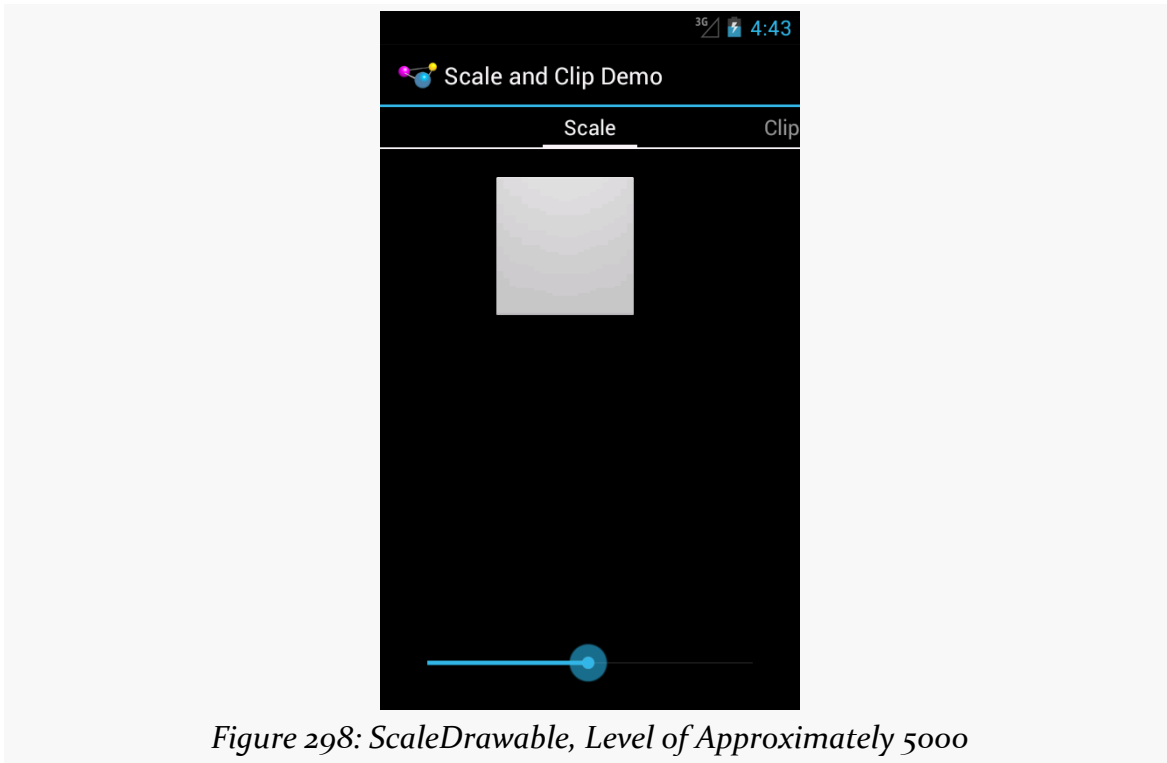 3G 4:43
Scale and Clip Demo
Scale Clip
Figure 298: ScaleDrawable, Level of Approximately 5000